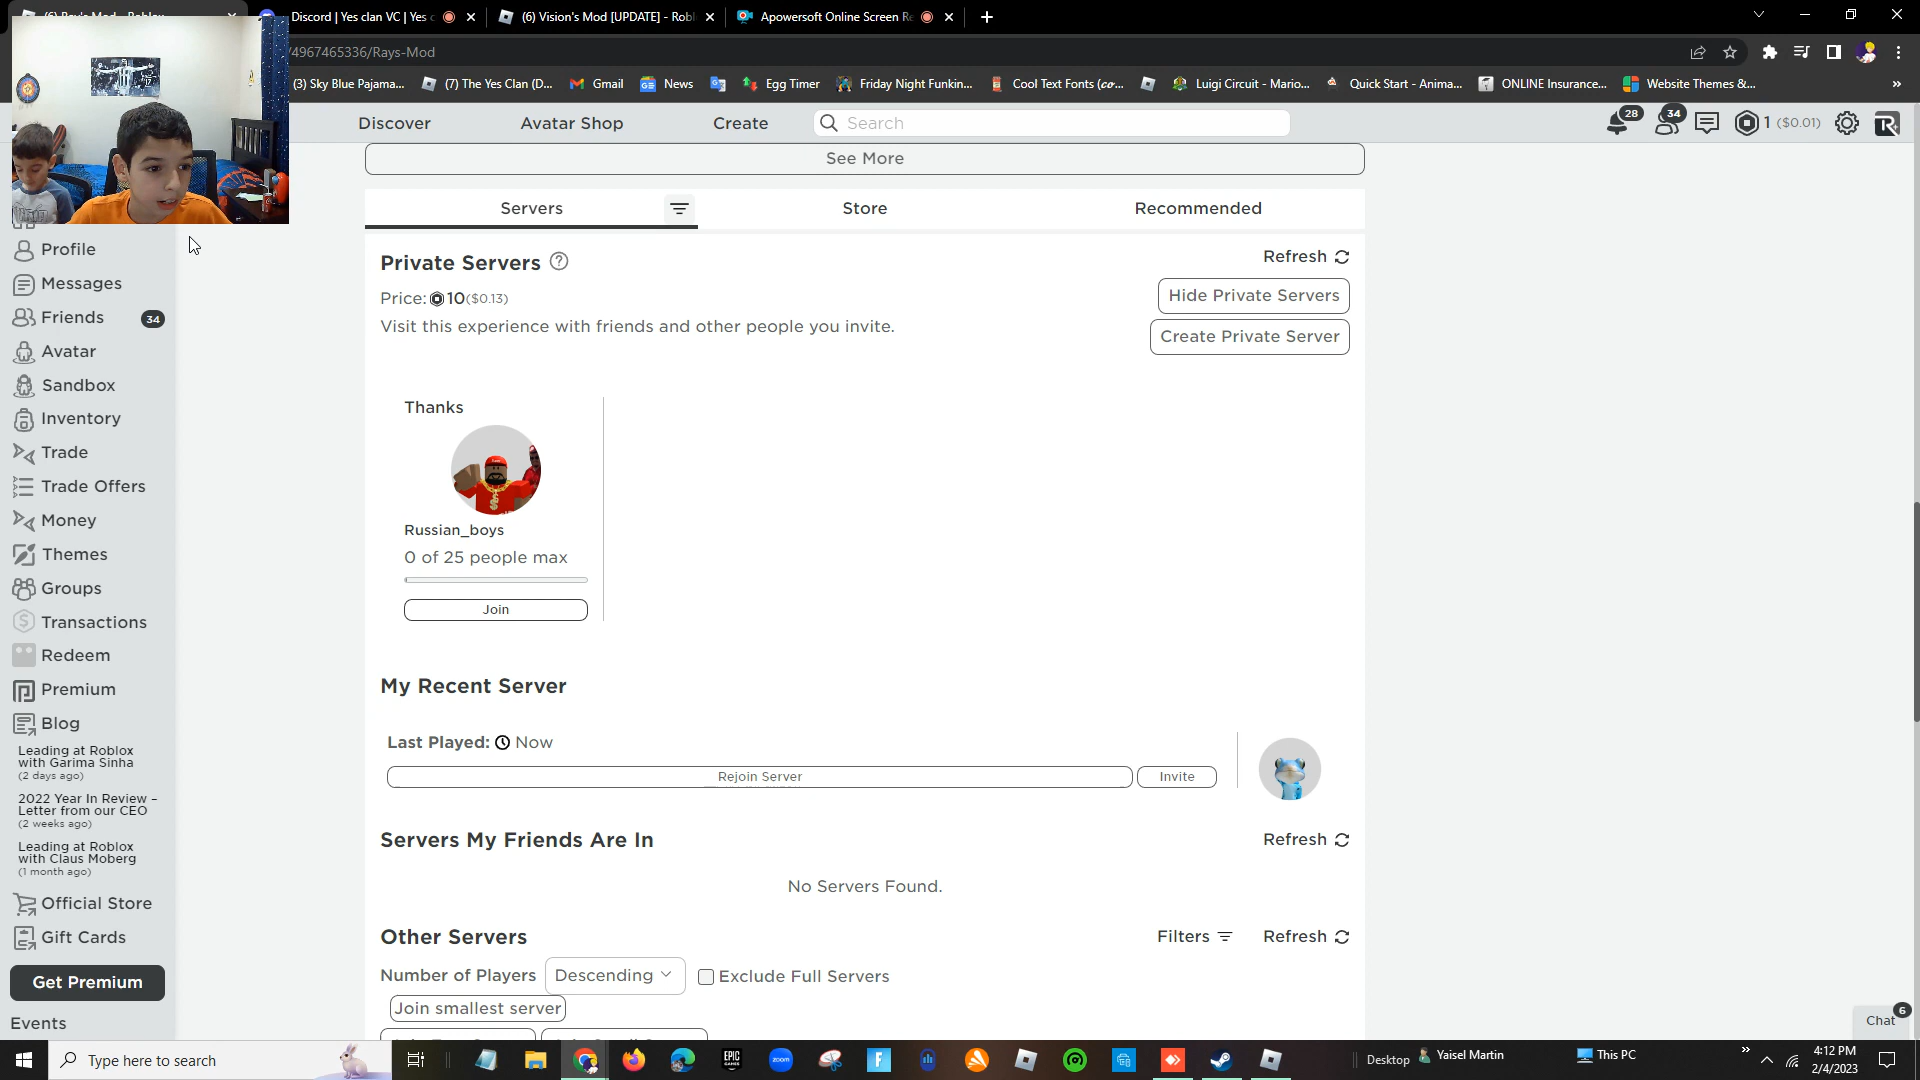 Discord | Yes clan VC | Yes c
(6) Vision's Mod [UPDATE] - Robl
Apowersoft Online Screen Re
4967465336/Rays-Mod
(3) Sky Blue Pajama...
(7) The Yes Clan (D...
Gmail
News
Egg Timer
Friday Night Funkin...
Cool Text Fonts (co...
Luigi Circuit - Mario...
Quick Start - Anima...
ONLINE Insurance...
Website Themes &...
Discover
Avatar Shop
Create
Search
28
34
1 ($0.01)
See More
Servers
Store
Recommended
Profile
Messages
Friends
34
Avatar
Sandbox
Inventory
Trade
Trade Offers
Money
Themes
Groups
Transactions
Redeem
Premium
Blog
Leading at Roblox
with Garima Sinha
(2 days ago)
2022 Year In Review –
Letter from our CEO
(2 weeks ago)
Leading at Roblox
with Claus Moberg
(1 month ago)
Official Store
Gift Cards
Get Premium
Events
Private Servers
Refresh
Price: 10($0.13)
Hide Private Servers
Visit this experience with friends and other people you invite.
Create Private Server
Thanks
Russian_boys
0 of 25 people max
Join
My Recent Server
Last Played: Now
Rejoin Server
Invite
Servers My Friends Are In
Refresh
No Servers Found.
Other Servers
Filters
Refresh
Number of Players
Descending
Exclude Full Servers
Join smallest server
Chat
6
Type here to search
EPIC
GAMES
zoom
Desktop
Yaisel Martin
This PC
4:12 PM
2/4/2023